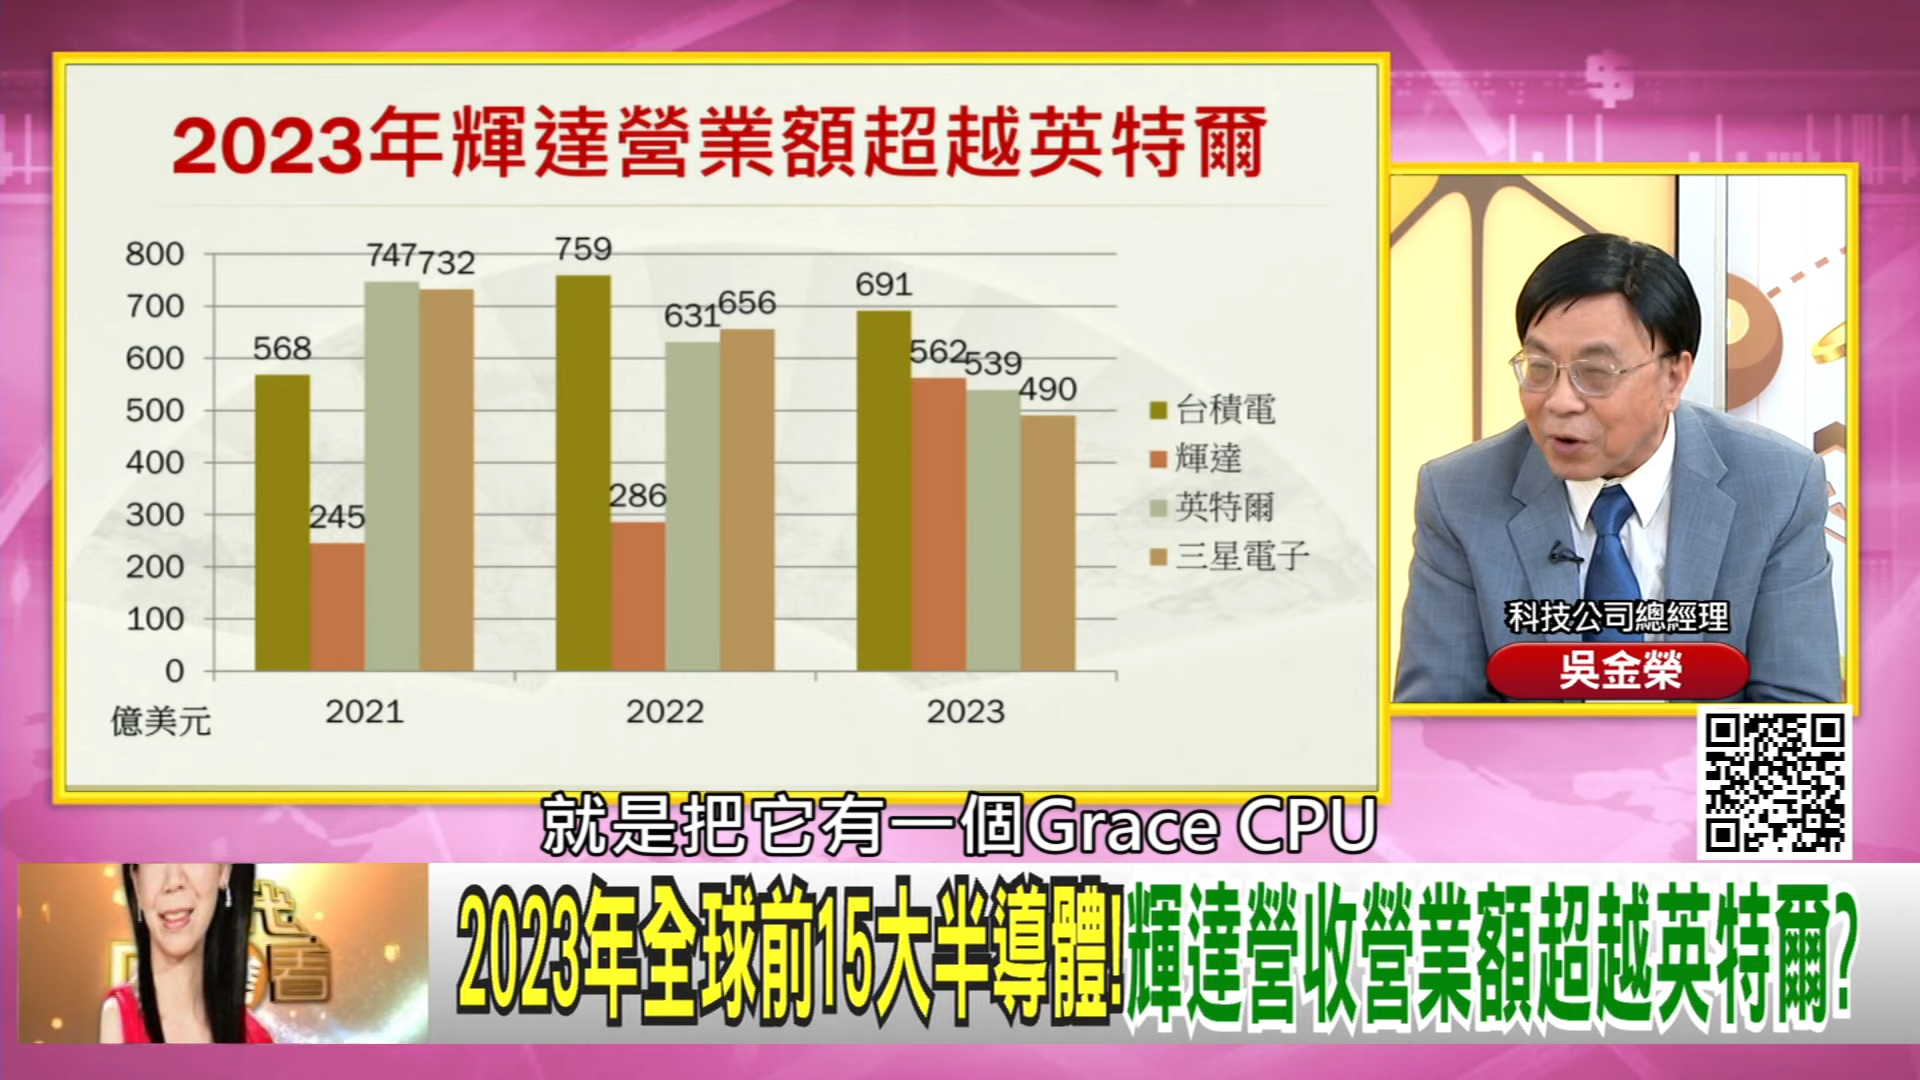 2023年輝達營業額超越英特爾
800
700
600
500
400
300
200
100
0
568
245
747
732
759
286
631
656
691
562
539
490
2021
2022
2023
億美元
台積電
輝達
英特爾
三星電子
科技公司總經理
吳金榮
就是把它有一個Grace CPU
2023年全球前15大半導體!輝達營收營業額超越英特爾?